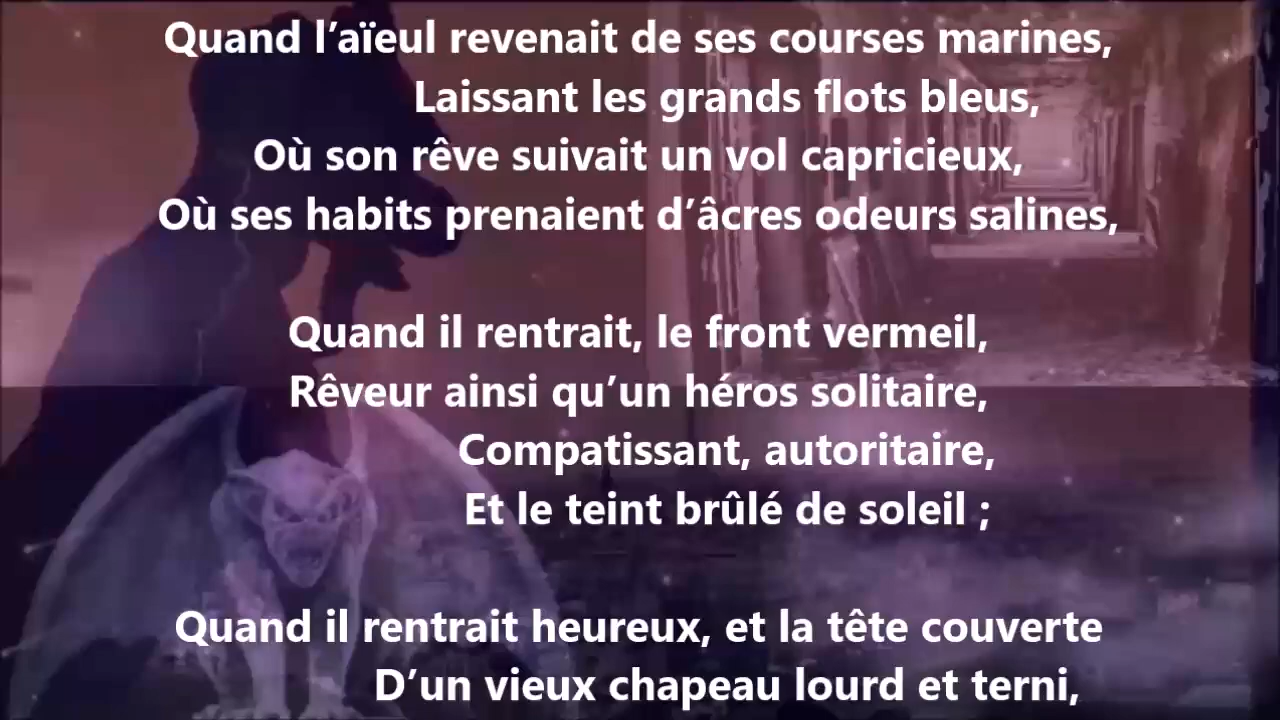 Quand l’aïeul revenait de ses courses marines,
Laissant les grands flots bleus,
Où son rêve suivait un vol capricieux,
Où ses habits prenaient d’âcres odeurs salines,
Quand il rentrait, le front vermeil,
Rêveur ainsi qu’un héros solitaire,
Compatissant, autoritaire,
Et le teint brûlé de soleil ;
Quand il rentrait heureux, et la tête couverte
D’un vieux chapeau lourd et terni,